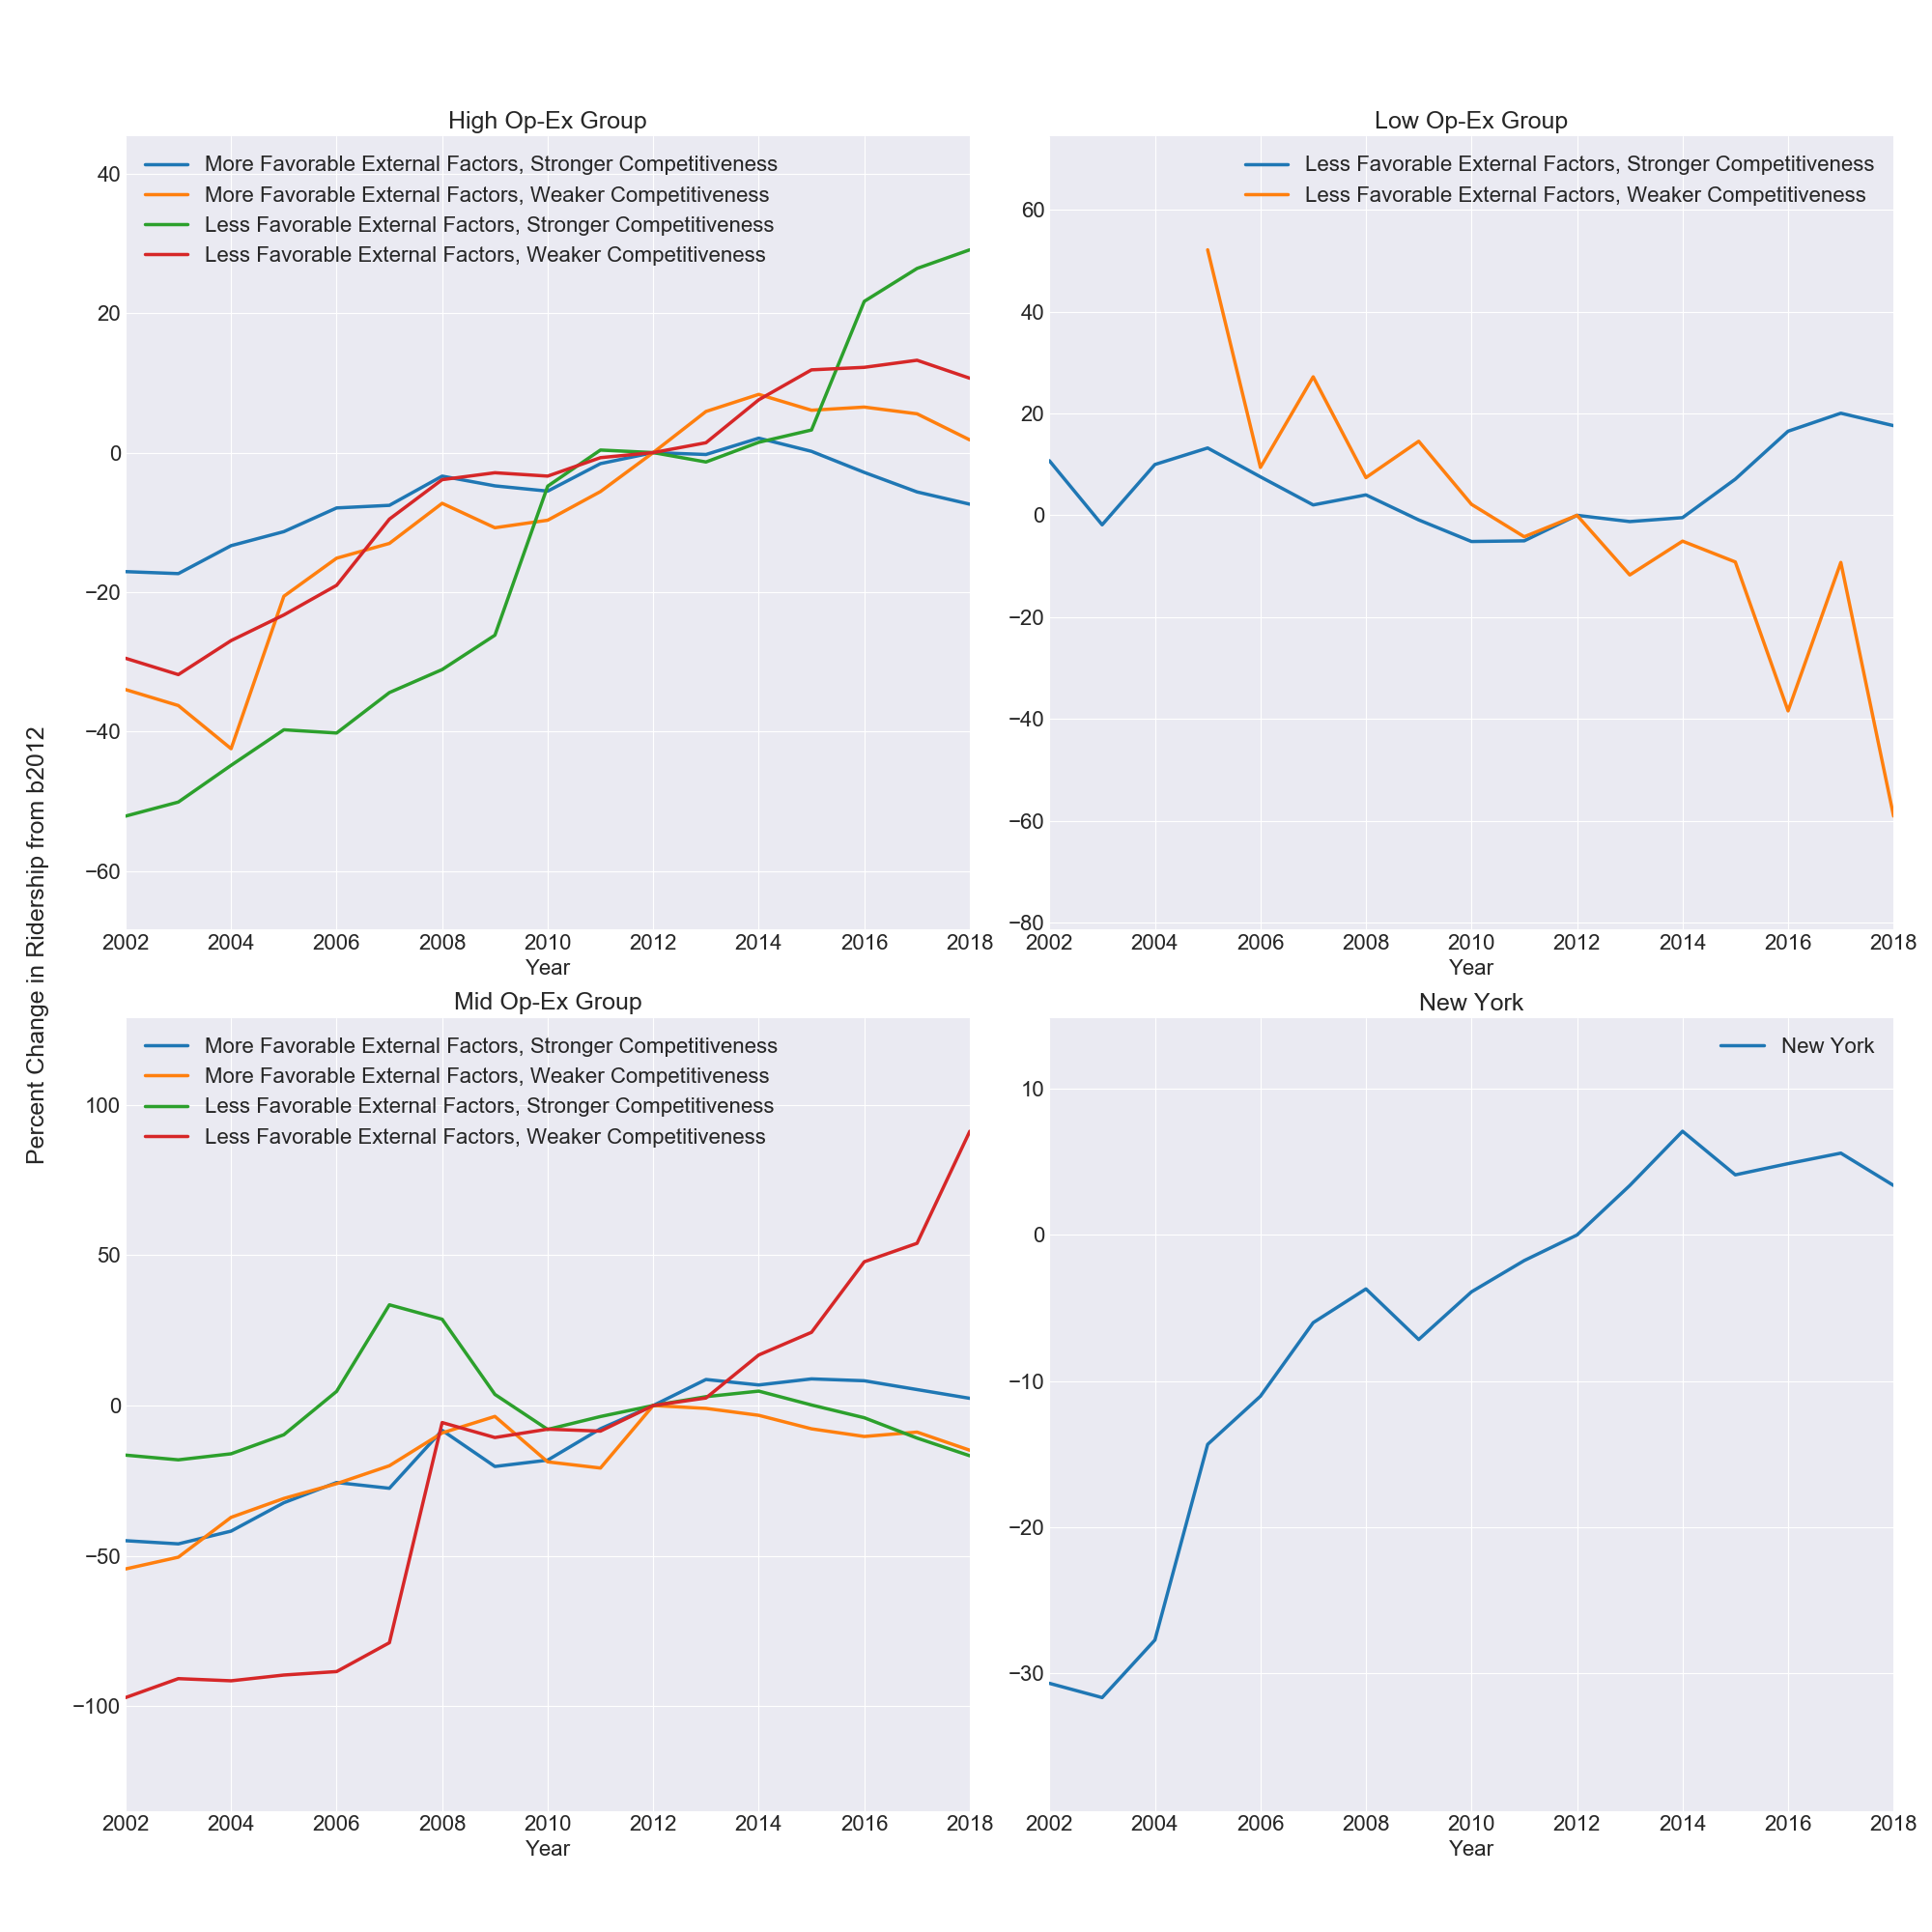 Percent Change in Ridership from b2012
High Op-Ex Group
More Favorable External Factors, Stronger Competitiveness
More Favorable External Factors, Weaker Competitiveness
Less Favorable External Factors, Stronger Competitiveness
Less Favorable External Factors, Weaker Competitiveness
40
20
0
−20
−40
−60
2002 2004 2006 2008 2010 2012 2014 2016 2018
Year
Low Op-Ex Group
Less Favorable External Factors, Stronger Competitiveness
Less Favorable External Factors, Weaker Competitiveness
60
40
20
0
−20
−40
−60
−80
2002 2004 2006 2008 2010 2012 2014 2016 2018
Year
Mid Op-Ex Group
More Favorable External Factors, Stronger Competitiveness
More Favorable External Factors, Weaker Competitiveness
Less Favorable External Factors, Stronger Competitiveness
Less Favorable External Factors, Weaker Competitiveness
100
50
0
−50
−100
2002 2004 2006 2008 2010 2012 2014 2016 2018
Year
New York
New York
10
0
−10
−20
−30
2002 2004 2006 2008 2010 2012 2014 2016 2018
Year